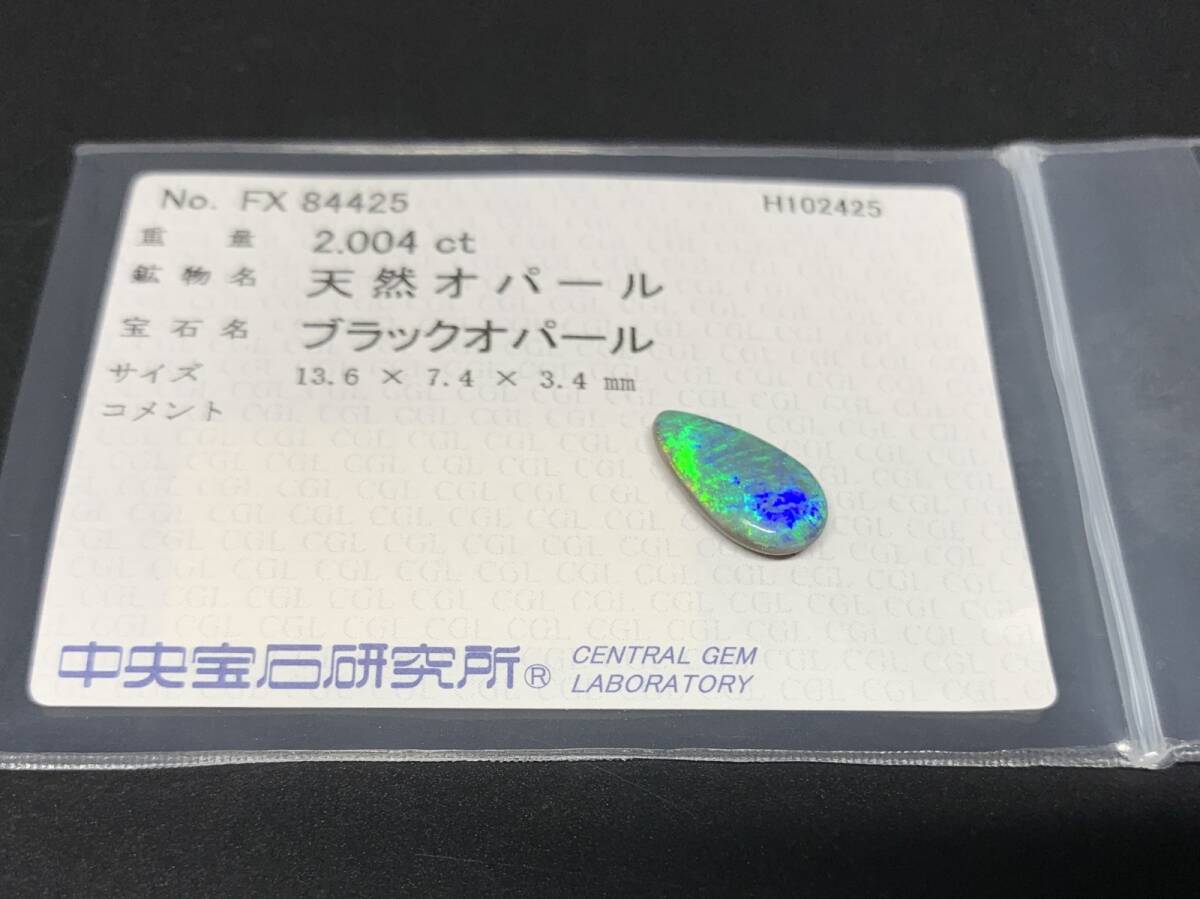 No. FX 84425 H102425
重量 2.004 ct
鉱物名 天然オパール
宝石名 ブラックオパール
サイズ 13.6 × 7.4 × 3.4 mm
コメント
中央宝石研究所® CENTRAL GEM
LABORATORY